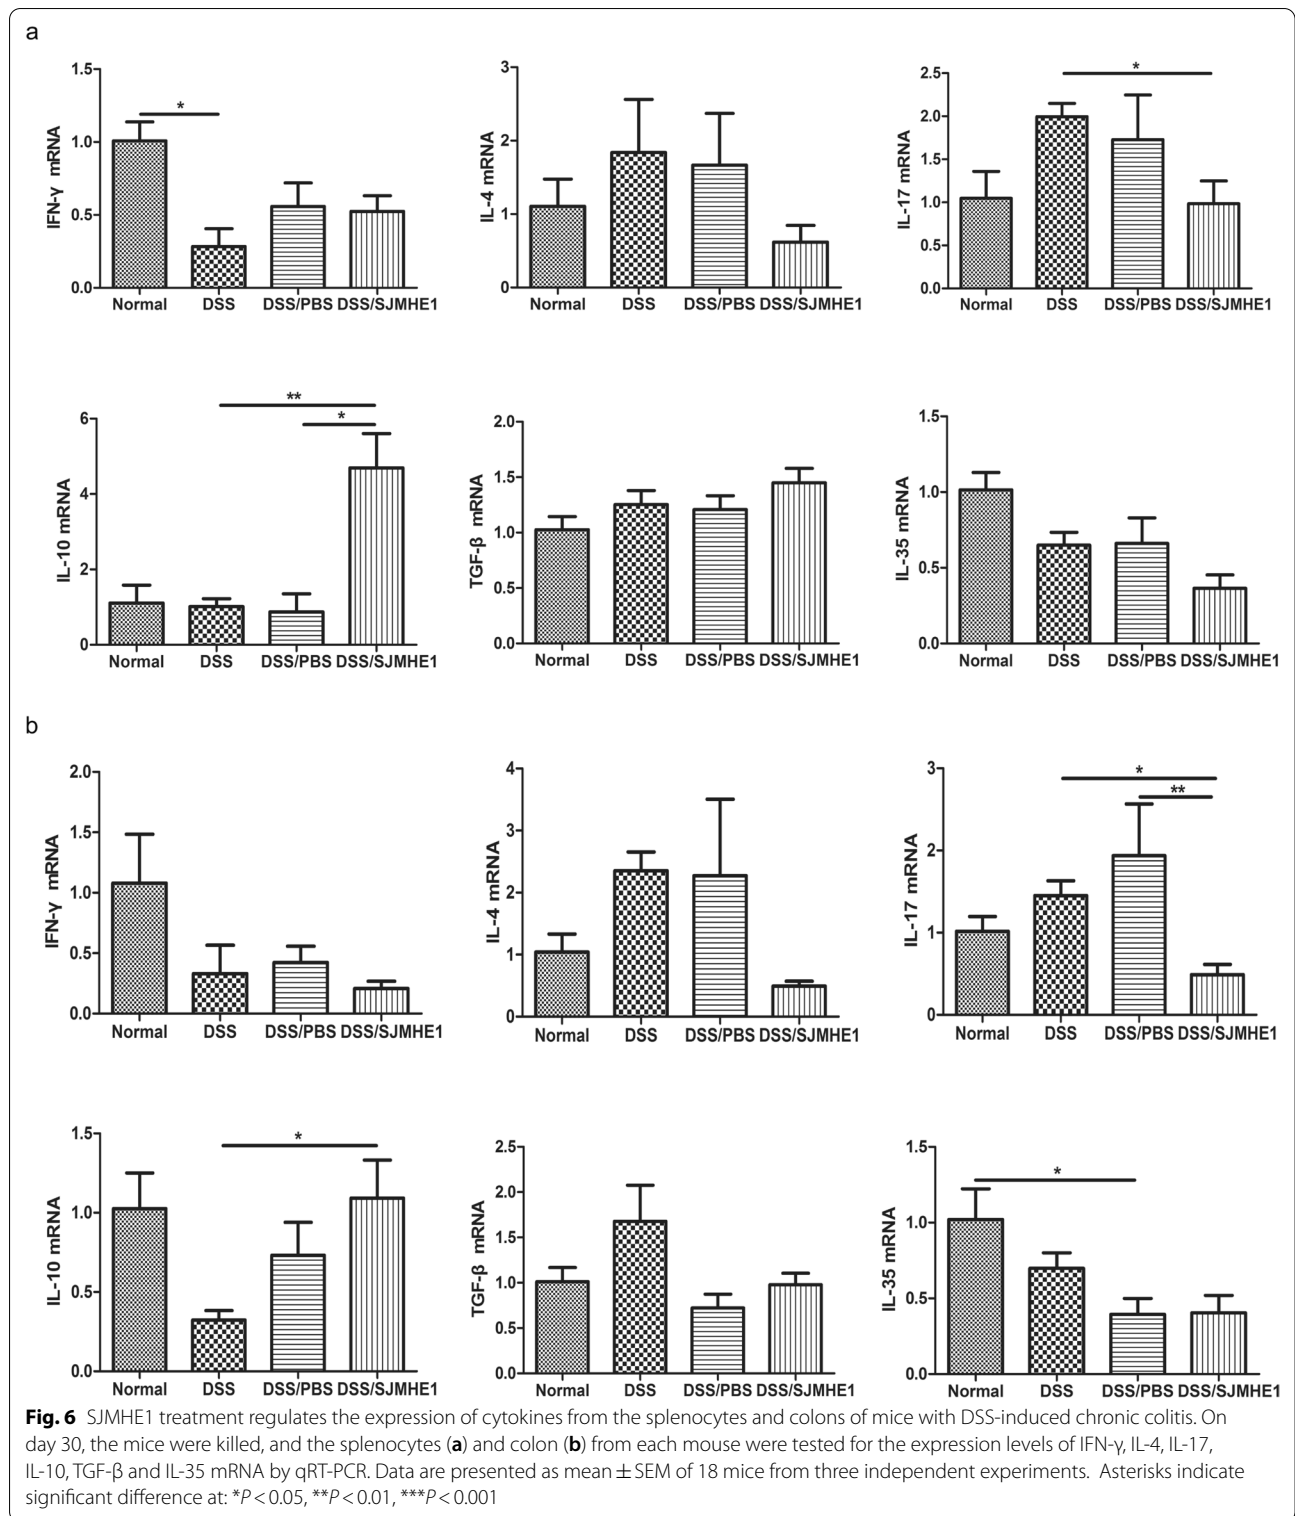 a
IFN-γ mRNA
1.5
1.0
0.5
0.0
*
Normal DSS DSS/PBS DSS/SJMHE1
IL-4 mRNA
3
2
1
0
Normal DSS DSS/PBS DSS/SJMHE1
IL-17 mRNA
2.5
2.0
1.5
1.0
0.5
0.0
*
Normal DSS DSS/PBS DSS/SJMHE1
IL-10 mRNA
6
4
2
0
**
*
Normal DSS DSS/PBS DSS/SJMHE1
TGF-β mRNA
2.0
1.5
1.0
0.5
0.0
Normal DSS DSS/PBS DSS/SJMHE1
IL-35 mRNA
1.5
1.0
0.5
0.0
Normal DSS DSS/PBS DSS/SJMHE1
b
IFN-γ mRNA
2.0
1.5
1.0
0.5
0.0
Normal DSS DSS/PBS DSS/SJMHE1
IL-4 mRNA
4
3
2
1
0
Normal DSS DSS/PBS DSS/SJMHE1
IL-17 mRNA
3
2
1
0
*
**
Normal DSS DSS/PBS DSS/SJMHE1
IL-10 mRNA
1.5
1.0
0.5
0.0
*
Normal DSS DSS/PBS DSS/SJMHE1
TGF-β mRNA
2.5
2.0
1.5
1.0
0.5
0.0
Normal DSS DSS/PBS DSS/SJMHE1
IL-35 mRNA
1.5
1.0
0.5
0.0
*
Normal DSS DSS/PBS DSS/SJMHE1
Fig. 6 SJMHE1 treatment regulates the expression of cytokines from the splenocytes and colons of mice with DSS-induced chronic colitis. On
day 30, the mice were killed, and the splenocytes (a) and colon (b) from each mouse were tested for the expression levels of IFN-γ, IL-4, IL-17,
IL-10, TGF-β and IL-35 mRNA by qRT-PCR. Data are presented as mean ± SEM of 18 mice from three independent experiments. Asterisks indicate
significant difference at: *P < 0.05, **P < 0.01, ***P < 0.001